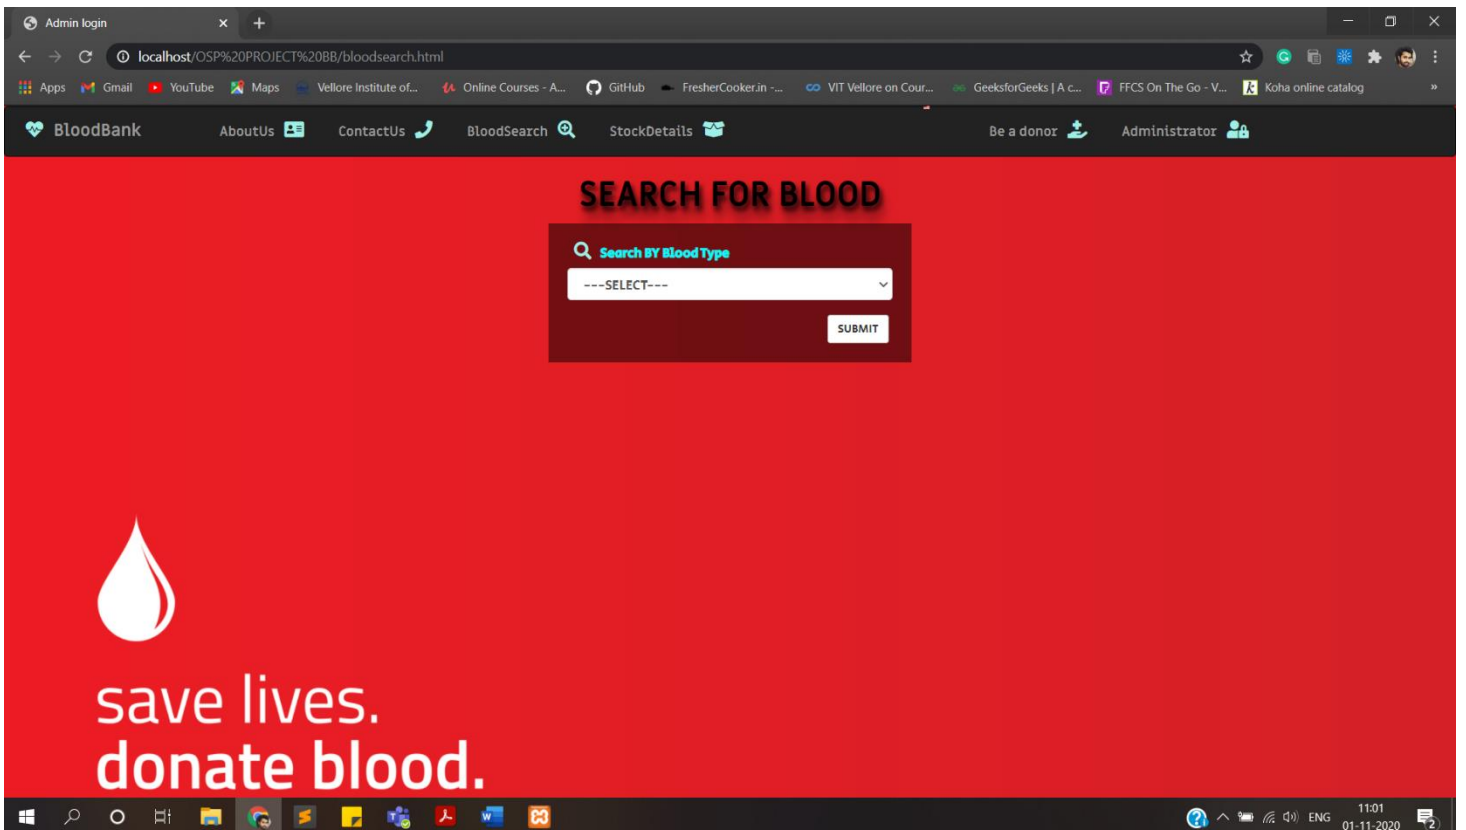 Admin login
localhost/OSP%20PROJECT%20BB/bloodsearch.html
Apps Gmail YouTube Maps Vellore Institute of... Online Courses - A... GitHub FresherCooker.in -... VIT Vellore on Cour... GeeksforGeeks | A c... FFCS On The Go - V... Koha online catalog »
BloodBank AboutUs ContactUs BloodSearch StockDetails Be a donor Administrator
SEARCH FOR BLOOD
Search BY Blood Type
---SELECT---
SUBMIT
save lives.
donate blood.
ENG 11:01
01-11-2020 2